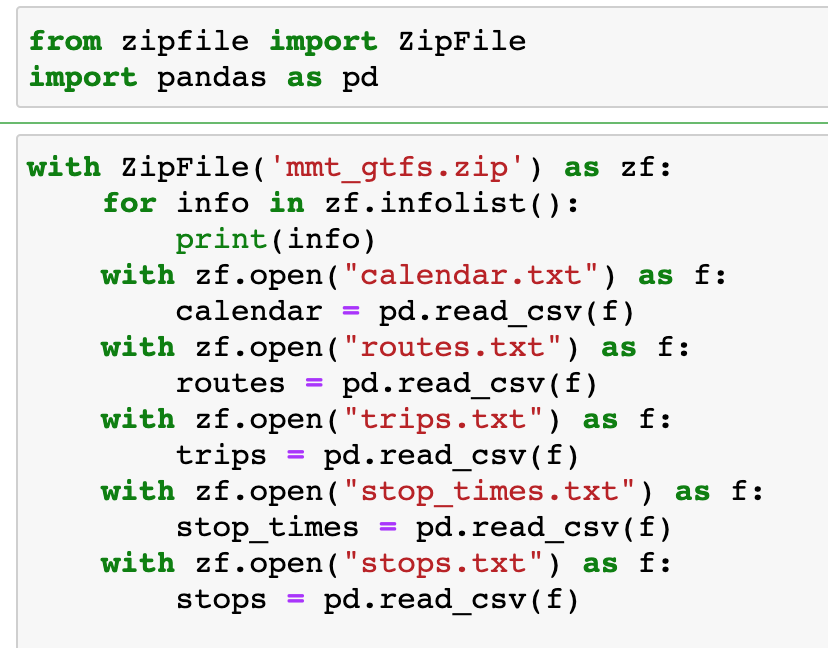 from zipfile import ZipFile
import pandas as pd
with ZipFile('mmt_gtfs.zip') as zf:
    for info in zf.infolist():
        print(info)
    with zf.open("calendar.txt") as f:
        calendar = pd.read_csv(f)
    with zf.open("routes.txt") as f:
        routes = pd.read_csv(f)
    with zf.open("trips.txt") as f:
        trips = pd.read_csv(f)
    with zf.open("stop_times.txt") as f:
        stop_times = pd.read_csv(f)
    with zf.open("stops.txt") as f:
        stops = pd.read_csv(f)